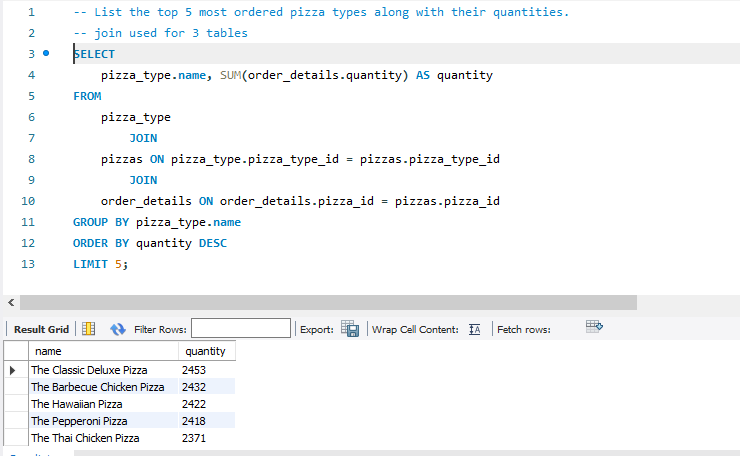 1 -- List the top 5 most ordered pizza types along with their quantities.
2 -- join used for 3 tables
3 SELECT
4 pizza_type.name, SUM(order_details.quantity) AS quantity
5 FROM
6 pizza_type
7 JOIN
8 pizzas ON pizza_type.pizza_type_id = pizzas.pizza_type_id
9 JOIN
10 order_details ON order_details.pizza_id = pizzas.pizza_id
11 GROUP BY pizza_type.name
12 ORDER BY quantity DESC
13 LIMIT 5;
Result Grid Filter Rows: Export: Wrap Cell Content: Fetch rows:
name quantity
The Classic Deluxe Pizza 2453
The Barbecue Chicken Pizza 2432
The Hawaiian Pizza 2422
The Pepperoni Pizza 2418
The Thai Chicken Pizza 2371